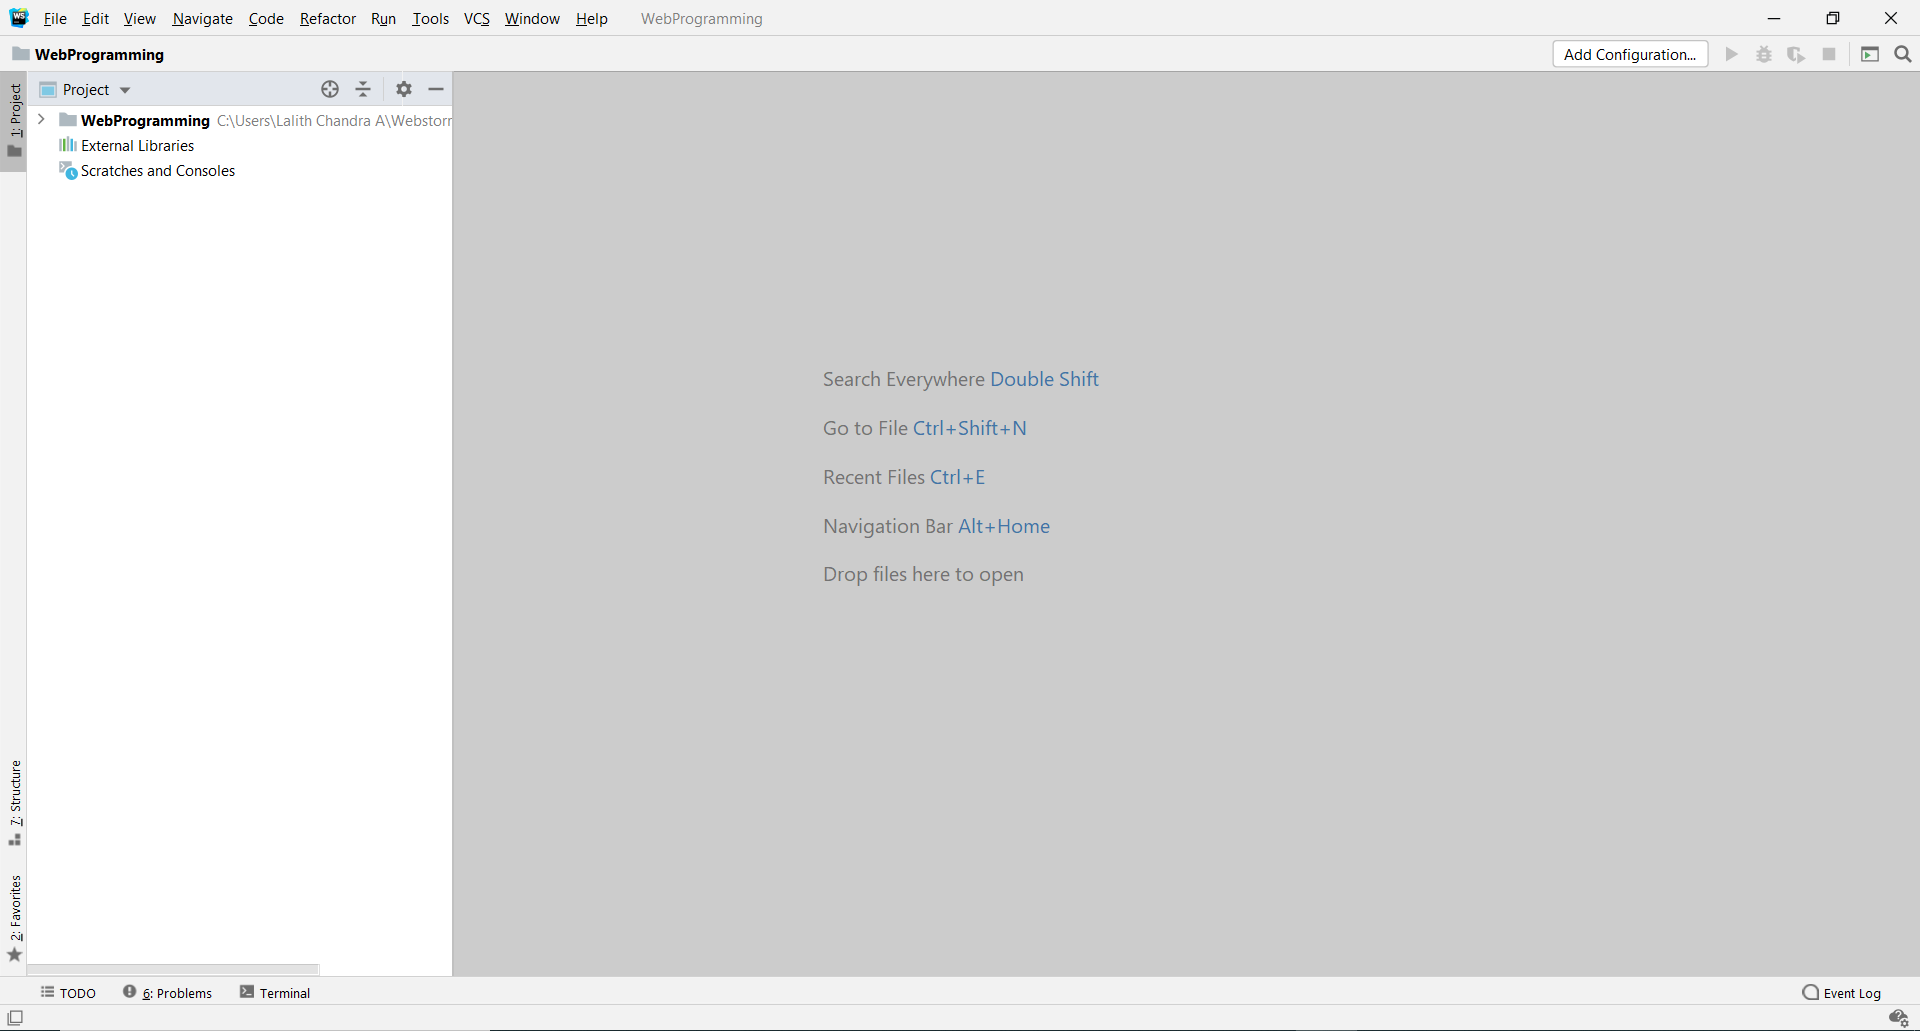 WS
File Edit View Navigate Code Refactor Run Tools VCS Window Help WebProgramming
WebProgramming
Add Configuration...
1: Project
Project
WebProgramming C:\Users\Lalith Chandra A\Webstor
External Libraries
Scratches and Consoles
Search Everywhere Double Shift
Go to File Ctrl+Shift+N
Recent Files Ctrl+E
Navigation Bar Alt+Home
Drop files here to open
7: Structure
2: Favorites
TODO 6: Problems Terminal
Event Log